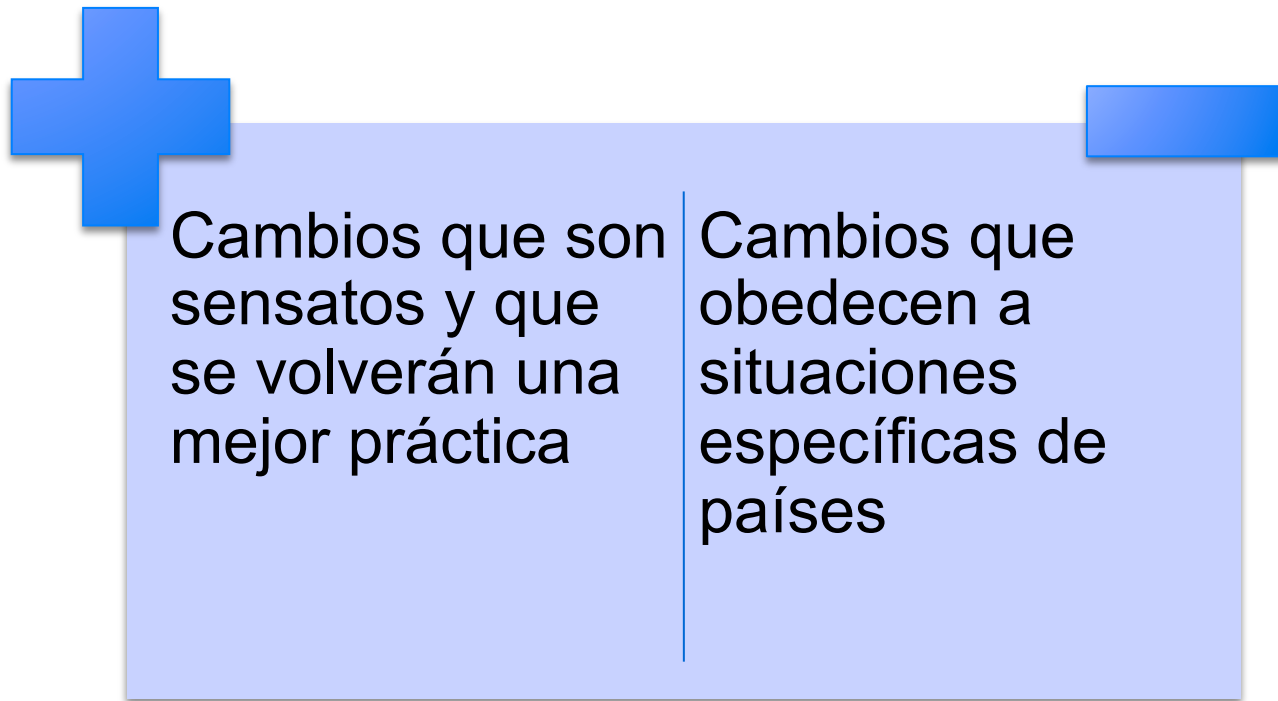 Cambios que son
sensatos y que
se volverán una
mejor práctica
Cambios que
obedecen a
situaciones
específicas de
países